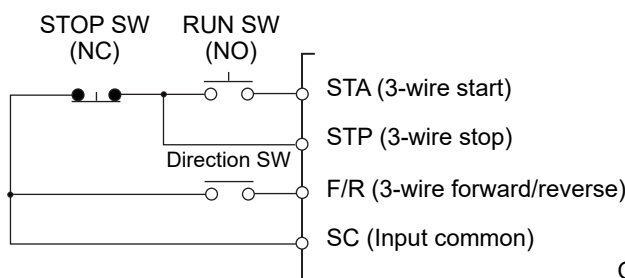 STOP SW
(NC)
RUN SW
(NO)
STA (3-wire start)
STP (3-wire stop)
Direction SW
F/R (3-wire forward/reverse)
SC (Input common)